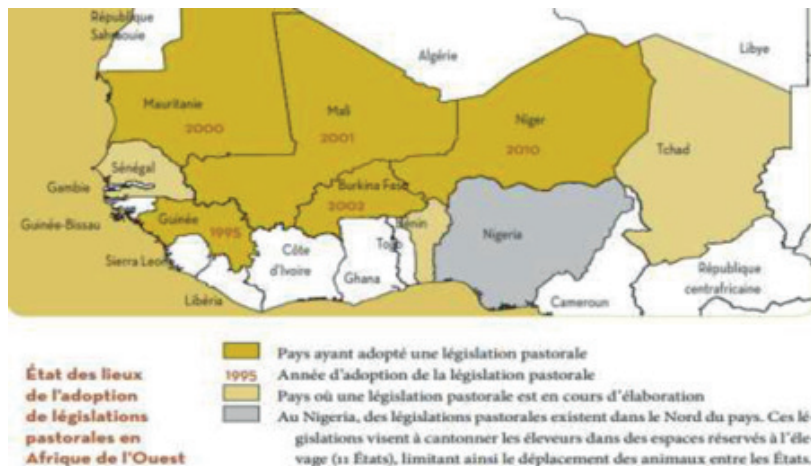 République
Sahraouie
Algérie
Libye
Mauritanie
2000
Mali
2001
Niger
2010
Tchad
Sénégal
Gambie
Burkina Faso
2002
Guinée-Bissau
Guinée
1995
Bénin
Nigeria
Sierra Leone
Côte
d'Ivoire
Togo
Ghana
Libéria
Cameroun
République
centrafricaine
État des lieux
de l'adoption
de législations
pastorales en
Afrique de l'Ouest
Pays ayant adopté une législation pastorale
1995 Année d'adoption de la législation pastorale
Pays où une législation pastorale est en cours d'élaboration
Au Nigeria, des législations pastorales existent dans le Nord du pays. Ces lé-
gislations visent à cantonner les éleveurs dans des espaces réservés à l'éle-
vage (11 États), limitant ainsi le déplacement des animaux entre les États.